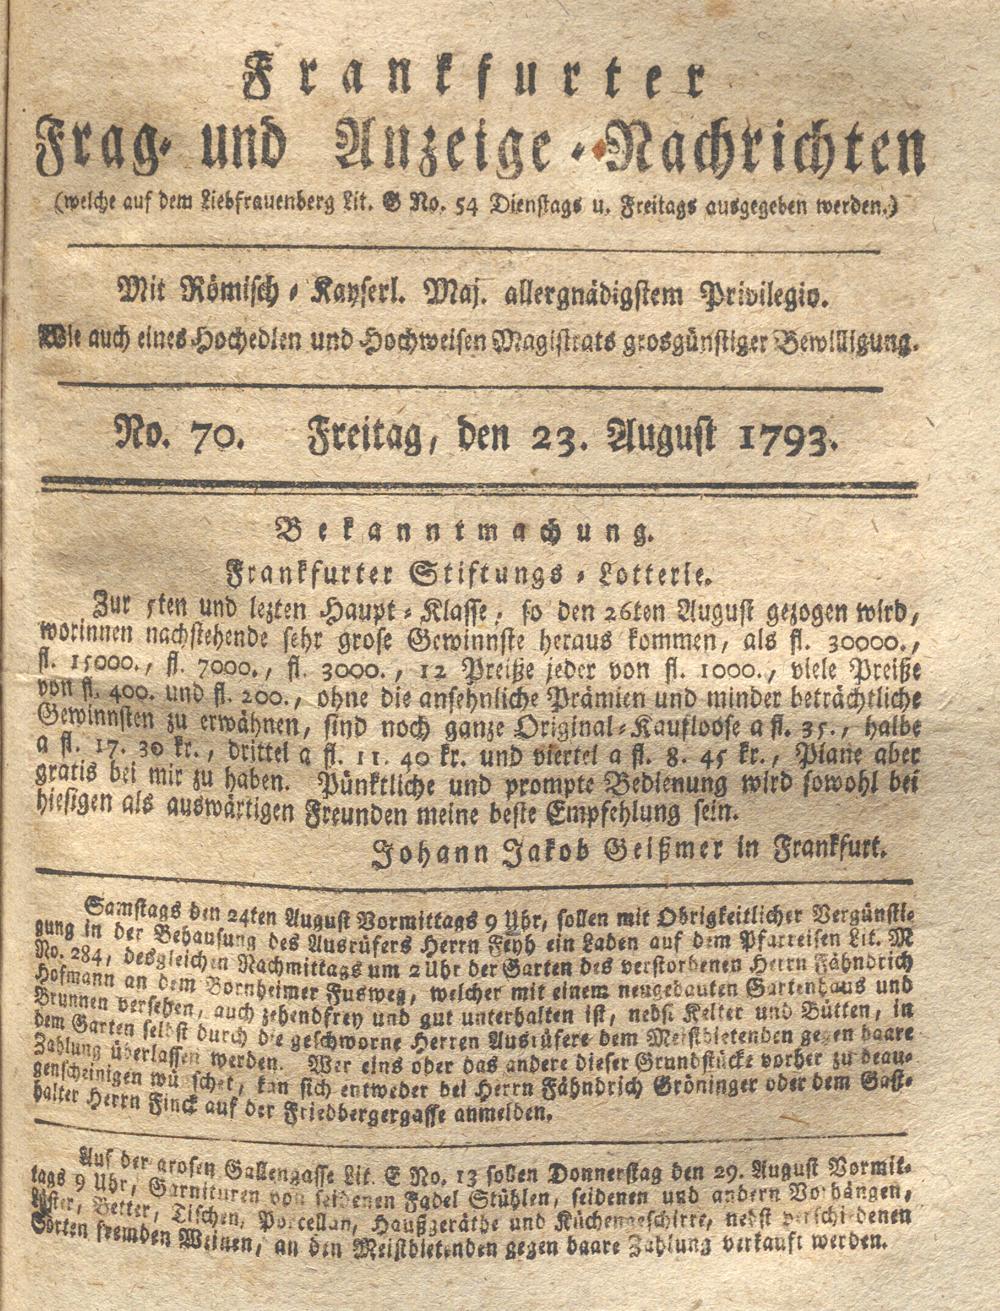 Frankfurter
Frag- und Anzeige-Nachrichten
(welche auf dem Liebfrauenberg Lit. G No. 54 Dienstags u. Freitags ausgegeben werden.)
Mit Römisch-Kayserl. Maj. allergnädigstem Privilegio.
Wie auch eines Hochedlen und Hochweisen Magistrats grosgünstiger Bewilligung.
No. 70. Freitag, den 23. August 1793.
Bekanntmachung.
Frankfurter Stiftungs-Lotterie.
Zur 5ten und lezten Haupt-Klasse, so den 26ten August gezogen wird,
worinnen nachstehende sehr grose Gewinnste heraus kommen, als fl. 30000.,
fl. 15000., fl. 7000., fl. 3000., 12 Preiße jeder von fl. 1000., viele Preiße
von fl. 400. und fl. 200., ohne die ansehnliche Prämien und minder beträchtliche
Gewinnsten zu erwähnen, sind noch ganze Original-Kaufloose a fl. 35., halbe
a fl. 17. 30 kr., drittel a fl. 11. 40 kr. und viertel a fl. 8. 45 kr., Plane aber
gratis bei mir zu haben. Pünktliche und prompte Bedienung wird sowohl bei
hiesigen als auswärtigen Freunden meine beste Empfehlung sein.
Johann Jakob Geißmer in Frankfurt.
Samstags den 24ten August Vormittags 9 Uhr, sollen mit Obrigkeitlicher Vergünsti-
gung in der Behausung des Ausrüfers Herrn Feyh ein Laden auf dem Pfarreisen Lit. M
No. 284, desgleichen Nachmittags um 2 Uhr der Garten des verstorbenen Herrn Fähndrich
Hofmann an dem Bornheimer Fusweg, welcher mit einem neugebauten Gartenhaus und
Brunnen versehen, auch zehendfrey und gut unterhalten ist, nebst Kelter und Bütten, in
dem Garten selbst durch die geschworne Herren Ausrüfere dem Meistbietenden gegen baare
Zahlung überlassen werden. Wer eins oder das andere dieser Grundstücke vorher zu beau-
genscheinigen wünschet, kan sich entweder bei Herrn Fähndrich Gröninger oder dem Gast-
halter Herrn Finck auf der Friedbergergasse anmelden.
Auf der grosen Gallengasse Lit. E No. 13 sollen Donnerstag den 29. August Vormit-
tags 9 Uhr, Garnituren von seidenen Fadel Stühlen, seidenen und andern Vorhängen,
Lüster, Better, Tischen, Porcellan, Haußgeräthe und Küchengeschirre, nebst verschiedenen
Sorten fremden Weinen, an den Meistbietenden gegen baare Zahlung verkauft werden.